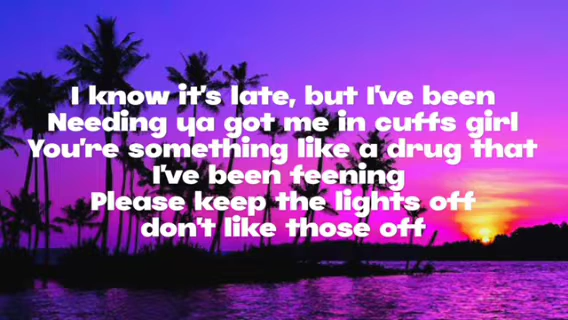 I know it's late, but I've been
Needing ya got me in cuffs girl
You're something like a drug that
I've been feening
Please keep the lights off
don't like those off